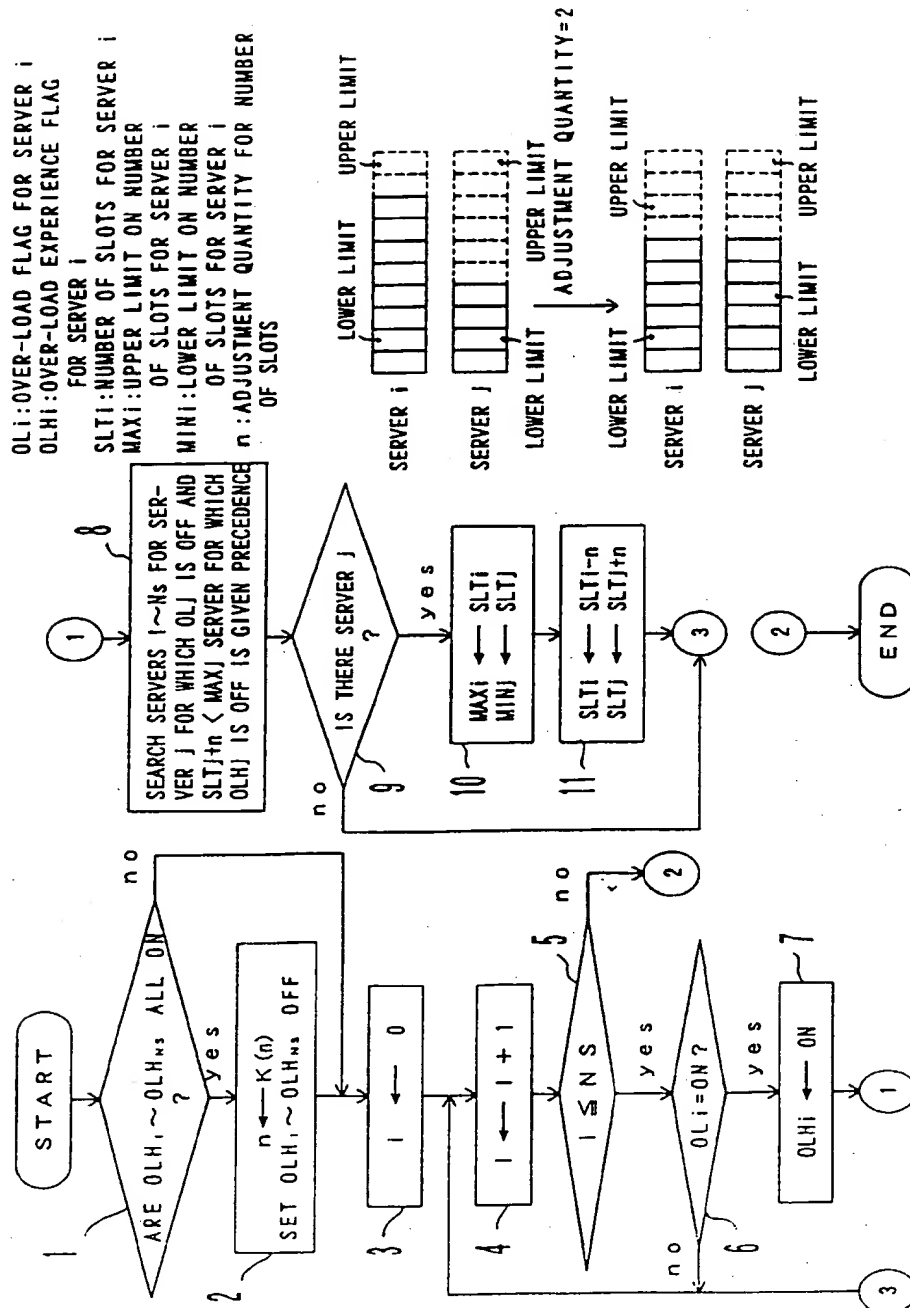 START
1
ARE OLH₁ ~ OLH_NS ALL ON
?
no
yes
2
n ← K(n)
SET OLH₁ ~ OLH_NS OFF
3
I ← 0
4
I ← I + 1
5
I ≦ NS
no
2
yes
6
OLi=ON?
no
yes
7
OLHi ← ON
1
3
1
8
SEARCH SERVERS 1~Ns FOR SER-
VER j FOR WHICH OLj IS OFF AND
SLTj+n < MAXj SERVER FOR WHICH
OLHj IS OFF IS GIVEN PRECEDENCE
9
IS THERE SERVER j
?
no
yes
10
MAXi ← SLTi
MINj ← SLTj
11
SLTi ← SLTi-n
SLTj ← SLTj+n
3
2
END
OLi:OVER-LOAD FLAG FOR SERVER i
OLHi:OVER-LOAD EXPERIENCE FLAG
FOR SERVER i
SLTi:NUMBER OF SLOTS FOR SERVER i
MAXi:UPPER LIMIT ON NUMBER
OF SLOTS FOR SERVER i
MINi:LOWER LIMIT ON NUMBER
OF SLOTS FOR SERVER i
n:ADJUSTMENT QUANTITY FOR NUMBER
OF SLOTS
LOWER LIMIT
UPPER LIMIT
SERVER i
SERVER j
LOWER LIMIT
UPPER LIMIT
ADJUSTMENT QUANTITY=2
LOWER LIMIT
UPPER LIMIT
SERVER i
SERVER j
LOWER LIMIT
UPPER LIMIT